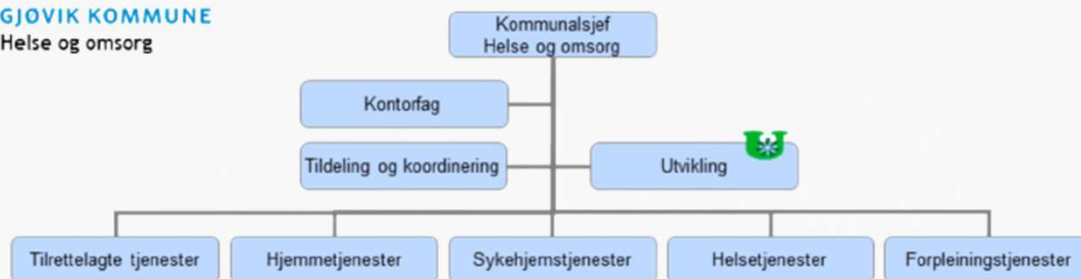 GJØVIK KOMMUNE
Helse og omsorg
Kommunalsjef
Helse og omsorg
Kontorfag
Tildeling og koordinering
Utvikling
Tilrettelagte tjenester
Hjemmetjenester
Sykehjemstjenester
Helsetjenester
Forpleiningstjenester